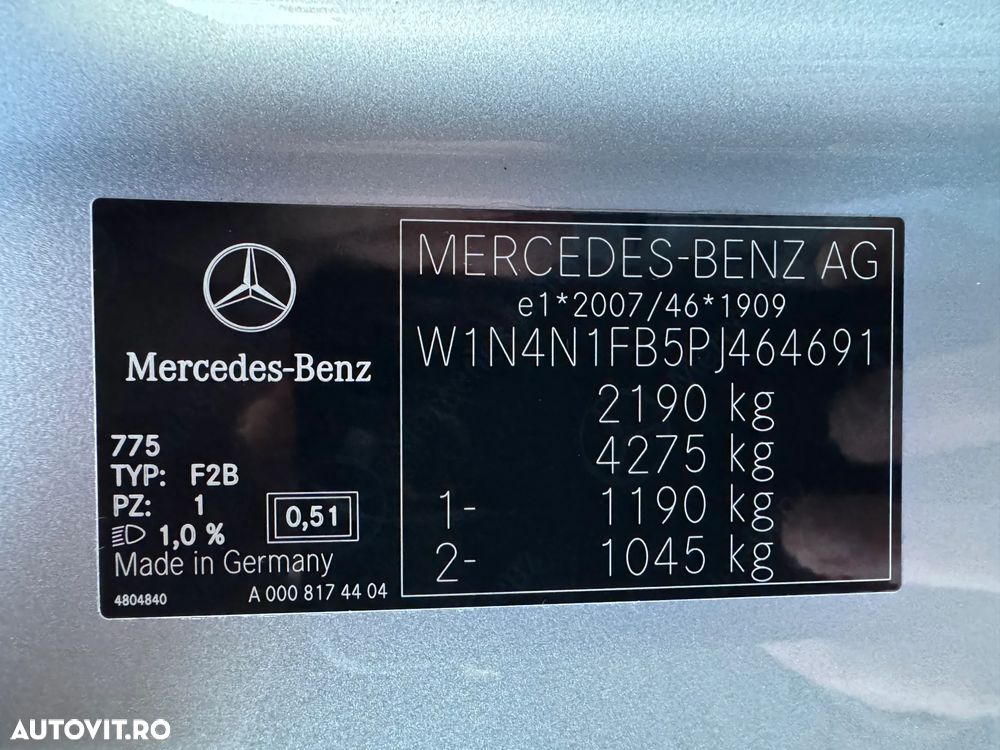 Mercedes-Benz
775
TYP: F2B
PZ: 1
1,0 %
0,51
Made in Germany
4804840
A 000 817 44 04
MERCEDES-BENZ AG
e1*2007/46*1909
W1N4N1FB5PJ464691
2190 kg
4275 kg
1- 1190 kg
2- 1045 kg
AUTOVIT.RO